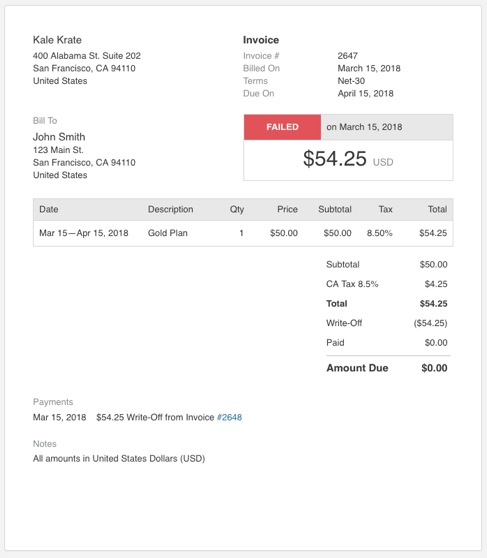 Kale Krate
400 Alabama St. Suite 202
San Francisco, CA 94110
United States
Invoice
Invoice # 2647
Billed On March 15, 2018
Terms Net-30
Due On April 15, 2018
Bill To
John Smith
123 Main St.
San Francisco, CA 94110
United States
FAILED on March 15, 2018
$54.25 USD
Date Description Qty Price Subtotal Tax Total
Mar 15—Apr 15, 2018 Gold Plan 1 $50.00 $50.00 8.50% $54.25
Subtotal $50.00
CA Tax 8.5% $4.25
Total $54.25
Write-Off ($54.25)
Paid $0.00
Amount Due $0.00
Payments
Mar 15, 2018 $54.25 Write-Off from Invoice #2648
Notes
All amounts in United States Dollars (USD)